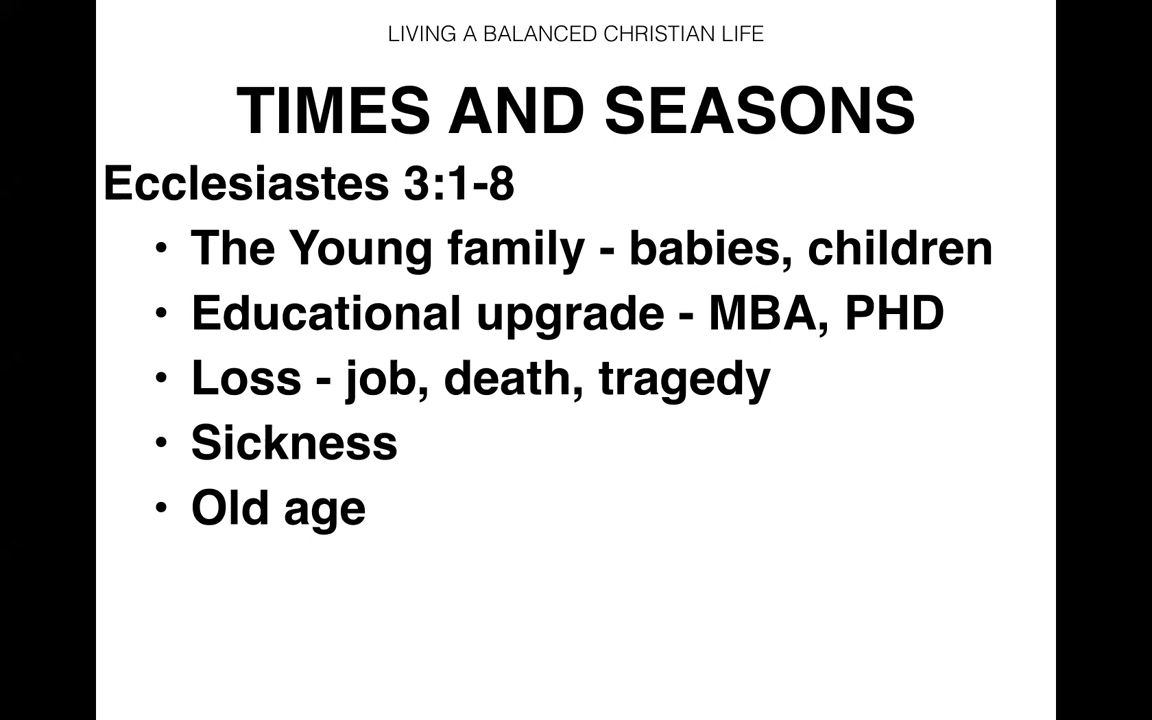 LIVING A BALANCED CHRISTIAN LIFE
TIMES AND SEASONS
Ecclesiastes 3:1-8
• The Young family - babies, children
• Educational upgrade - MBA, PHD
• Loss - job, death, tragedy
• Sickness
• Old age